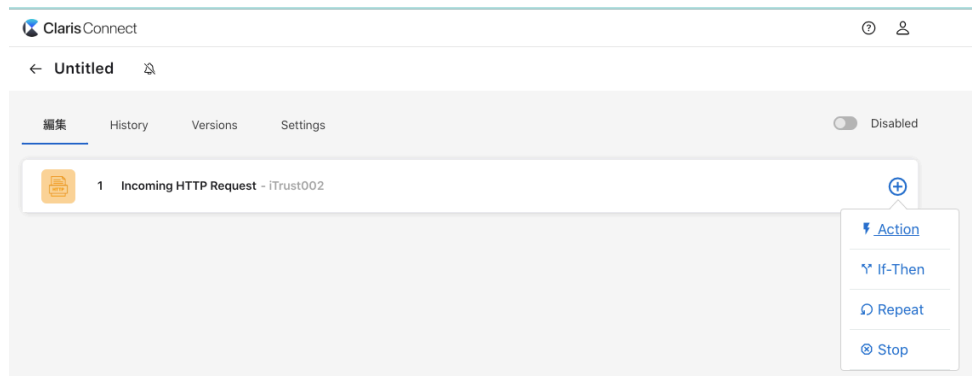 Claris Connect
Untitled
編集 History Versions Settings Disabled
1 Incoming HTTP Request - iTrust002
Action
If-Then
Repeat
Stop